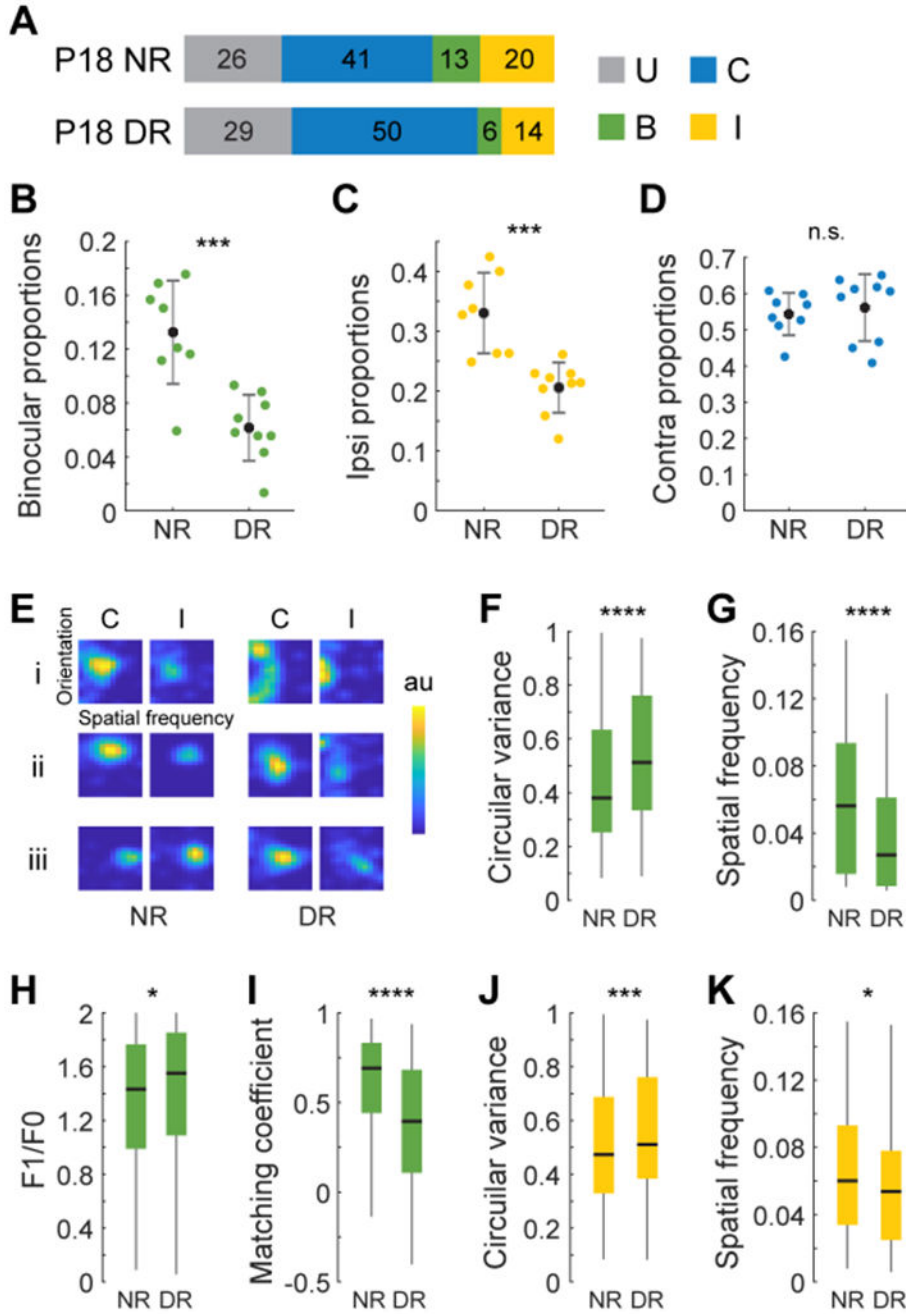 A
P18 NR 26 41 13 20
P18 DR 29 50 6 14
U C
B I
B
Binocular proportions
***
0.2
0.16
0.12
0.08
0.04
0
NR DR
C
Ipsi proportions
***
0.4
0.3
0.2
0.1
0
NR DR
D
Contra proportions
n.s.
0.7
0.6
0.5
0.4
0.3
0.2
0.1
0
NR DR
E
C I C I
Orientation
i
Spatial frequency
ii
iii
NR DR
au
F
Circuilar variance
****
1
0.8
0.6
0.4
0.2
0
NR DR
G
Spatial frequency
****
0.16
0.12
0.08
0.04
0
NR DR
H
F1/F0
*
2
1.6
1.2
0.8
0.4
0
NR DR
I
Matching coefficient
****
1
0.5
0
-0.5
NR DR
J
Circuilar variance
***
1
0.8
0.6
0.4
0.2
0
NR DR
K
Spatial frequency
*
0.16
0.12
0.08
0.04
0
NR DR